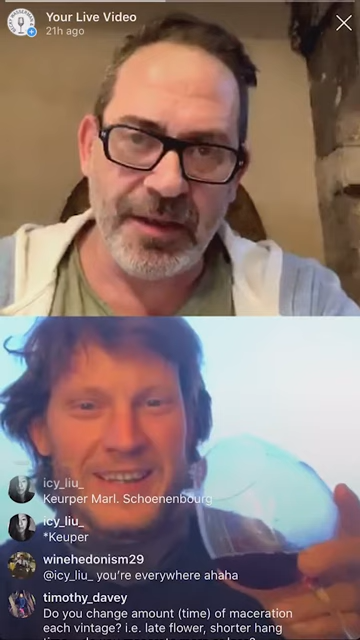 Your Live Video
21h ago
icy_liu_
Keurper Marl. Schoenenbourg
icy_liu_
*Keuper
winehedonism29
@icy_liu_ you're everywhere ahaha
timothy_davey
Do you change amount (time) of maceration
each vintage? i.e. late flower, shorter hang